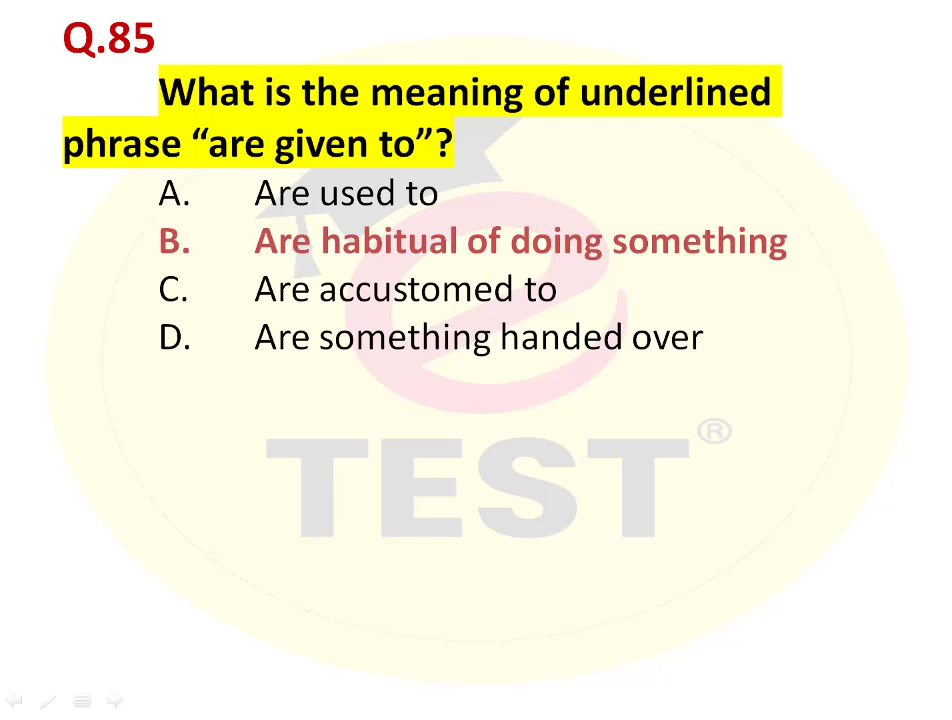 Q.85
What is the meaning of underlined
phrase “are given to”?
A. Are used to
B. Are habitual of doing something
C. Are accustomed to
D. Are something handed over
e
TEST®